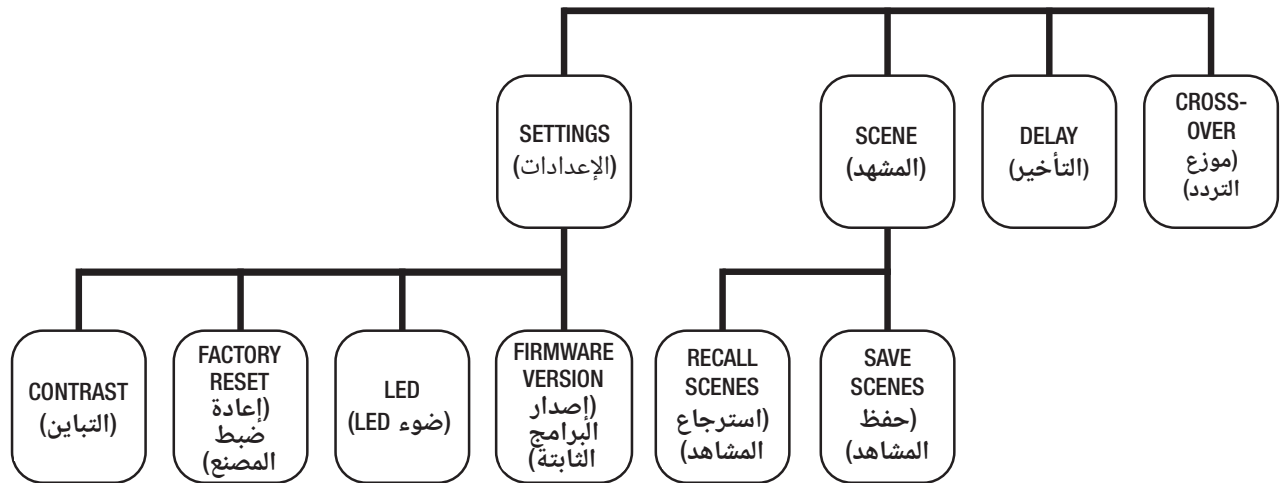 SETTINGS
(الإعدادات)
SCENE
(المشهد)
DELAY
(التأخير)
CROSS-
OVER
(موزع
التردد)
CONTRAST
(التباين)
FACTORY
RESET
(إعادة
ضبط
المصنع)
LED
(ضوء LED)
FIRMWARE
VERSION
(إصدار
البرامج
الثابتة)
RECALL
SCENES
(استرجاع
المشاهد)
SAVE
SCENES
(حفظ
المشاهد)